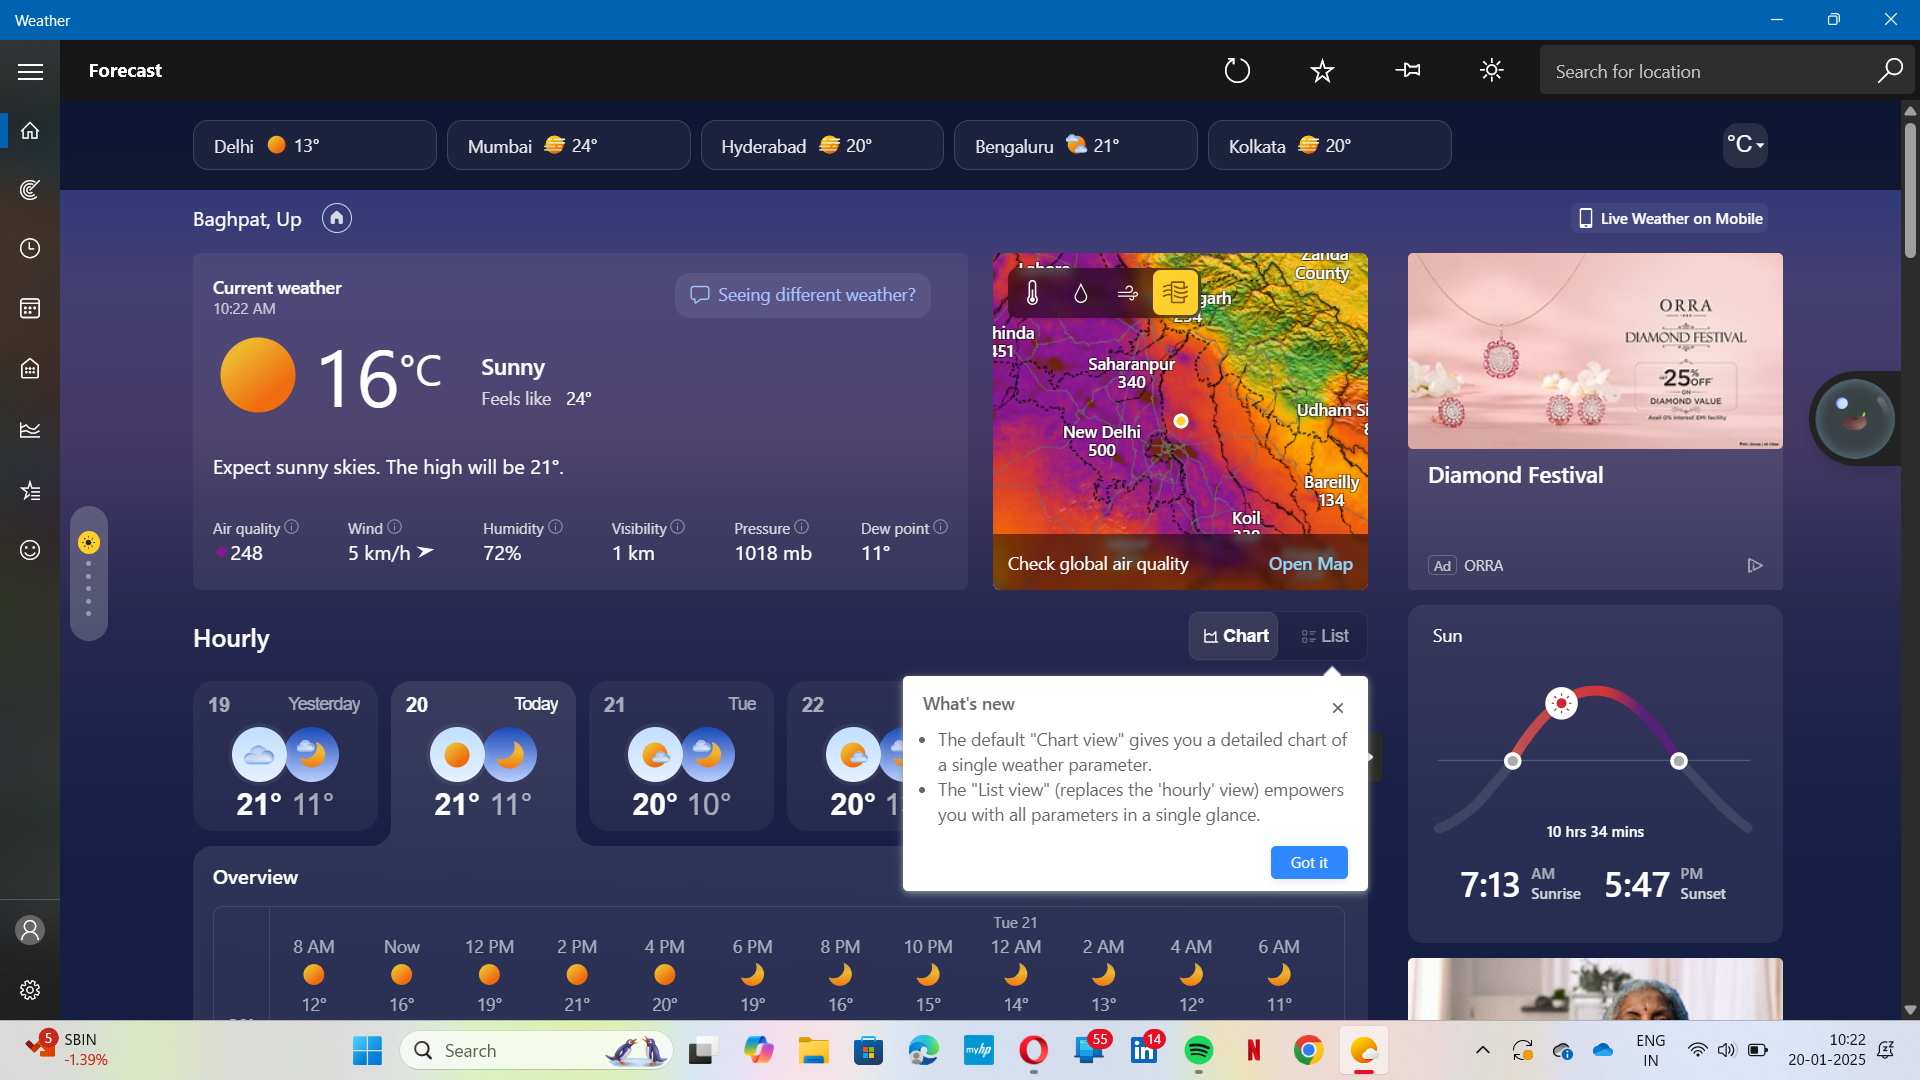 Weather
Forecast
Search for location
Delhi 13°
Mumbai 24°
Hyderabad 20°
Bengaluru 21°
Kolkata 20°
°C
Baghpat, Up
Live Weather on Mobile
Current weather
10:22 AM
Seeing different weather?
16°C
Sunny
Feels like 24°
Expect sunny skies. The high will be 21°.
Air quality
248
Wind
5 km/h
Humidity
72%
Visibility
1 km
Pressure
1018 mb
Dew point
11°
County
garh
hinda
451
Saharanpur
340
Udham Si
New Delhi
500
Bareilly
134
Koil
Check global air quality
Open Map
ORRA
DIAMOND FESTIVAL
25% OFF*
ON
DIAMOND VALUE
Avail 0% interest EMI facility
Diamond Festival
Ad ORRA
Hourly
Chart
List
19 Yesterday
21° 11°
20 Today
21° 11°
21 Tue
20° 10°
22
20° 1
What's new
• The default "Chart view" gives you a detailed chart of
a single weather parameter.
• The "List view" (replaces the 'hourly' view) empowers
you with all parameters in a single glance.
Got it
Sun
10 hrs 34 mins
7:13 AM
Sunrise
5:47 PM
Sunset
Overview
Tue 21
8 AM Now 12 PM 2 PM 4 PM 6 PM 8 PM 10 PM 12 AM 2 AM 4 AM 6 AM
12° 16° 19° 21° 20° 19° 16° 15° 14° 13° 12° 11°
5
SBIN
-1.39%
Search
myhp
55
in
14
N
ENG
IN
10:22
20-01-2025